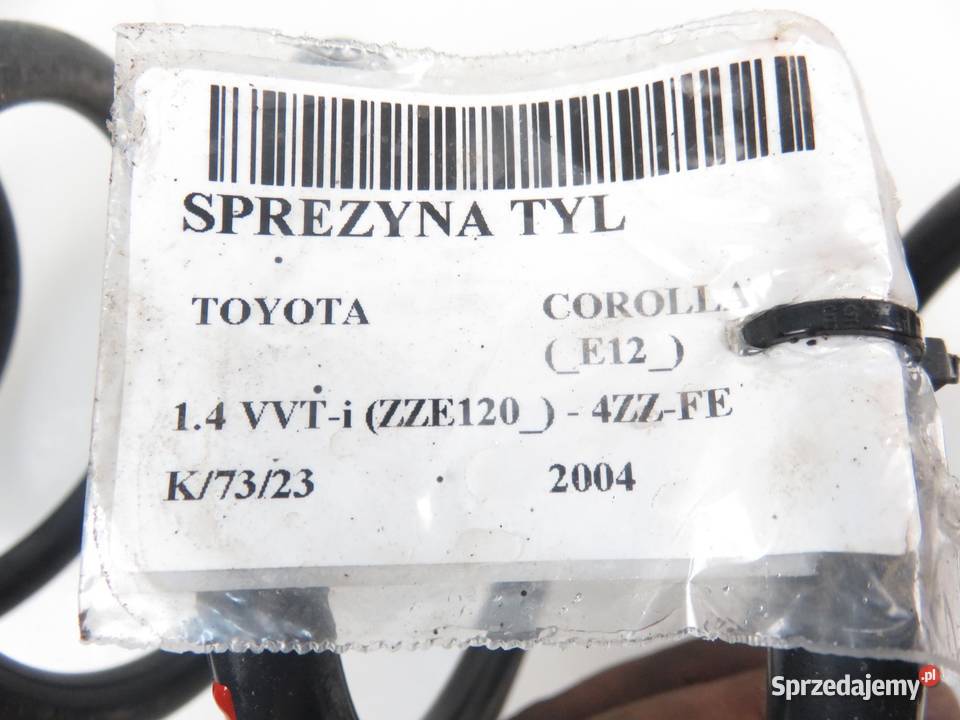 SPREZYNA TYL
TOYOTA COROLLA
(_E12_)
1.4 VVT-i (ZZE120_) - 4ZZ-FE
K/73/23 2004
Sprzedajemy.pl